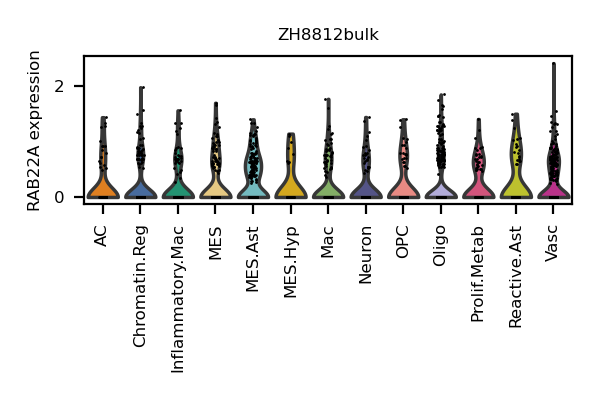 ZH8812bulk
RAB22A expression
2
0
AC
Chromatin.Reg
Inflammatory.Mac
MES
MES.Ast
MES.Hyp
Mac
Neuron
OPC
Oligo
Prolif.Metab
Reactive.Ast
Vasc